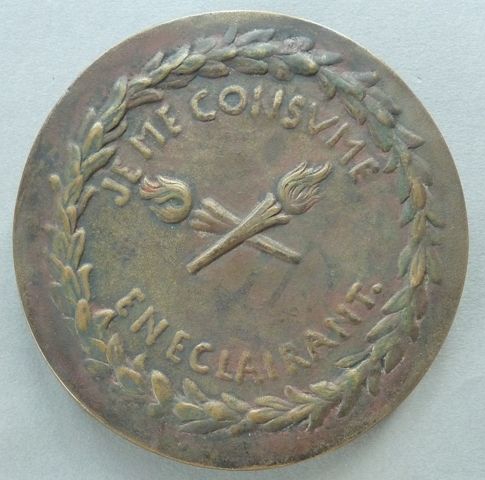 JE ME CONSVME
EN ECLAIRANT.